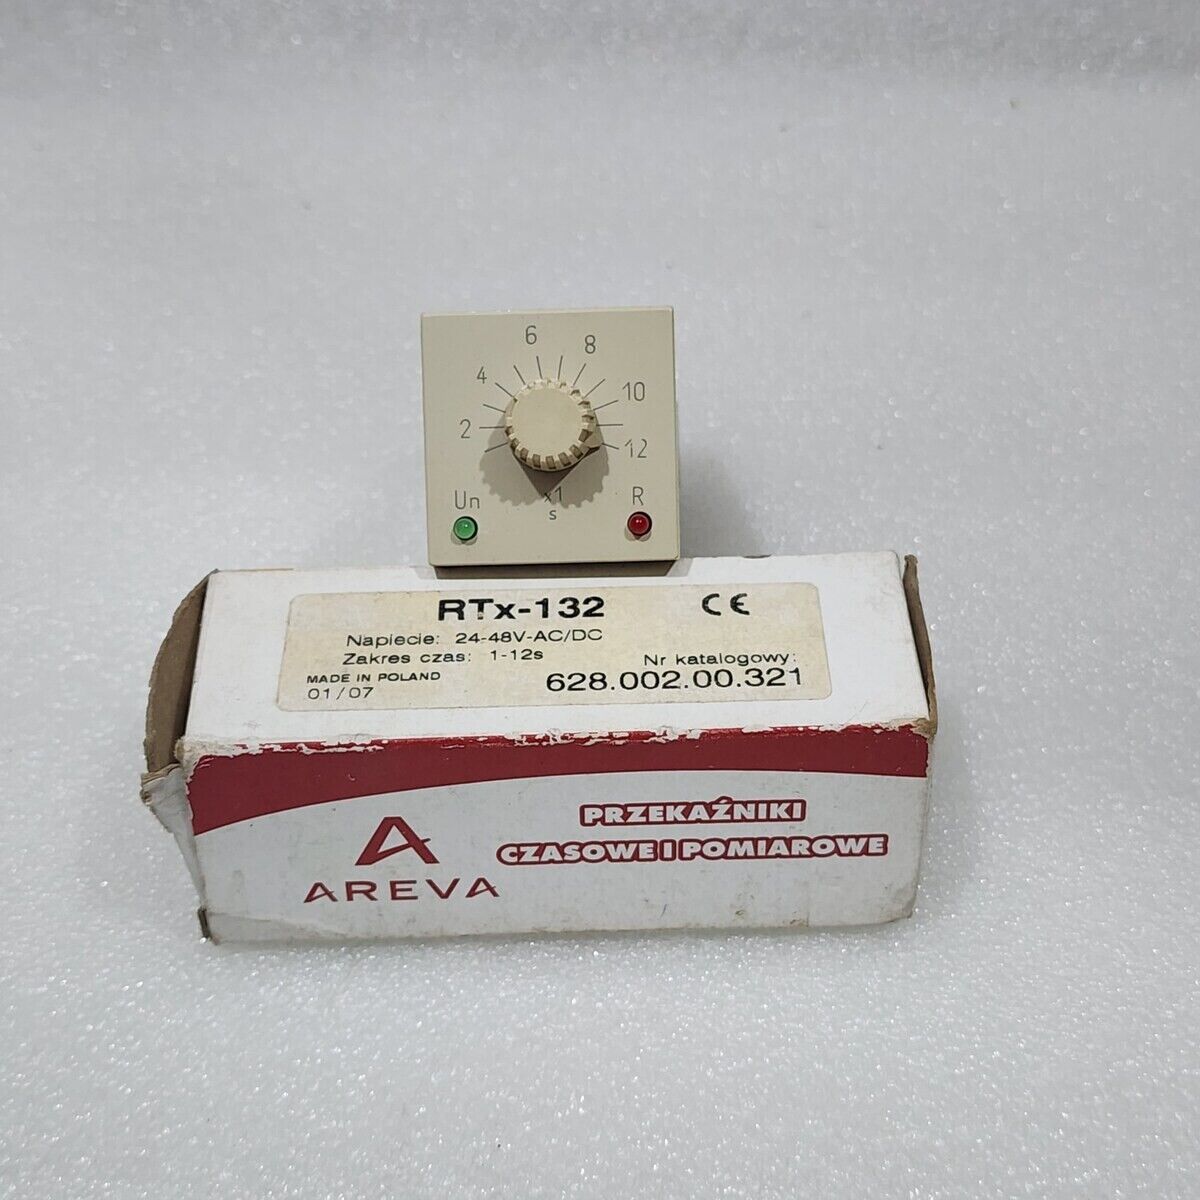 6
8
4
10
2
12
Un
x1
R
s
RTx-132 CE
Napiecie: 24-48V-AC/DC
Zakres czas: 1-12s
Nr katalogowy:
MADE IN POLAND
628.002.00.321
01/07
PRZEKAŹNIKI
CZASOWE I POMIAROWE
AREVA